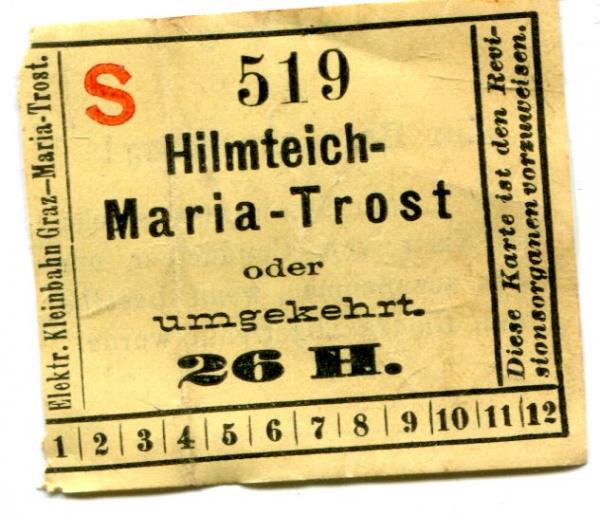 Elektr. Kleinbahn Graz—Maria-Trost.
S
519
Hilmteich-
Maria-Trost
oder
umgekehrt.
26 H.
Diese Karte ist den Revi-
sionsorganen vorzuweisen.
1 2 3 4 5 6 7 8 9 10 11 12